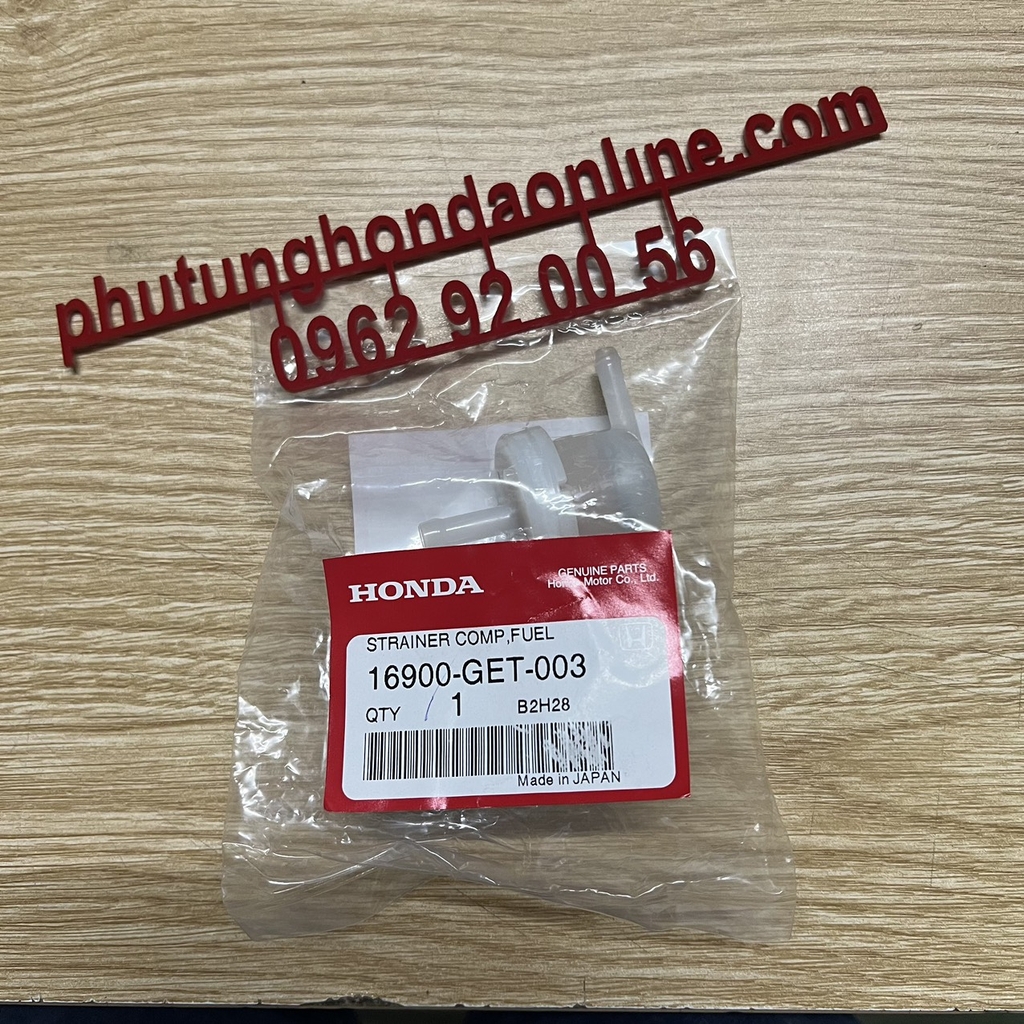 phutunghondaonline.com
0962 92 00 56
HONDA
GENUINE PARTS
Honda Motor Co., Ltd.
STRAINER COMP,FUEL
16900-GET-003
QTY / 1 B2H28
Made in JAPAN